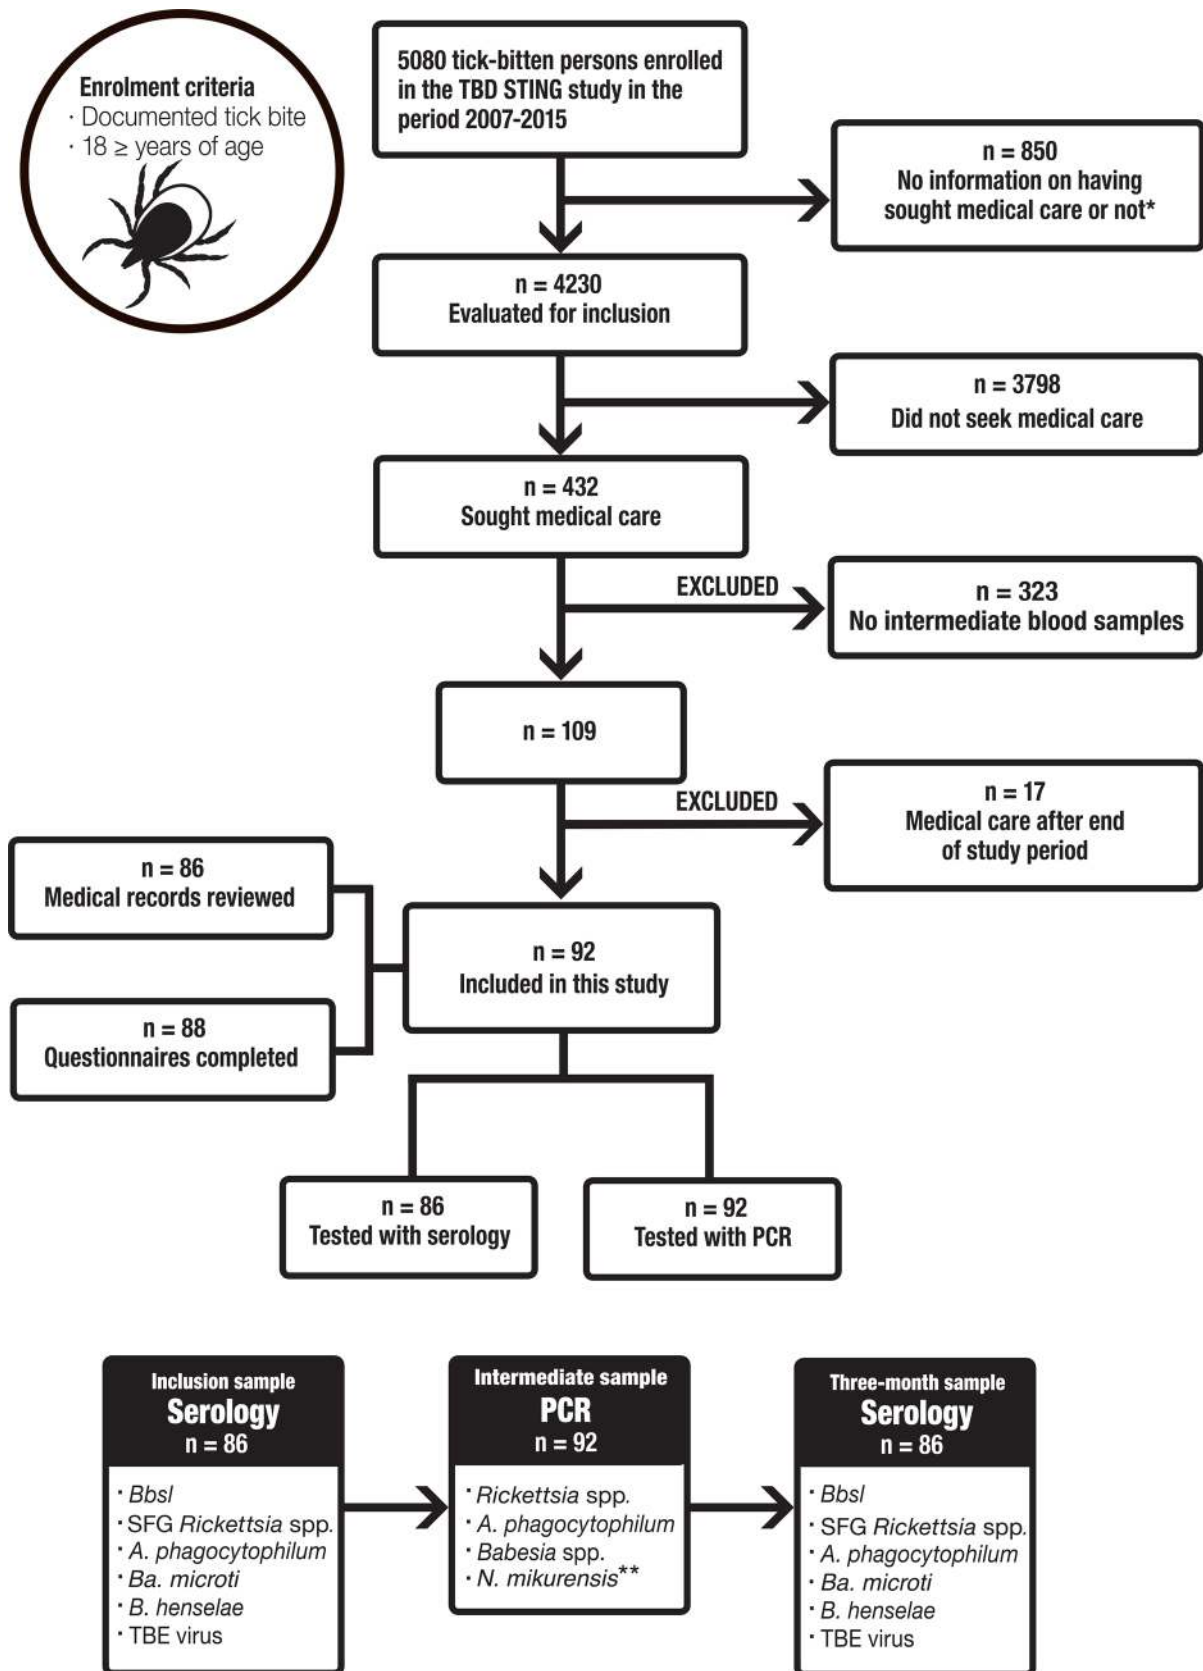 Enrolment criteria
· Documented tick bite
· 18 ≥ years of age
5080 tick-bitten persons enrolled
in the TBD STING study in the
period 2007-2015
n = 850
No information on having
sought medical care or not*
n = 4230
Evaluated for inclusion
n = 3798
Did not seek medical care
n = 432
Sought medical care
EXCLUDED
n = 323
No intermediate blood samples
n = 109
EXCLUDED
n = 17
Medical care after end
of study period
n = 86
Medical records reviewed
n = 92
Included in this study
n = 88
Questionnaires completed
n = 86
Tested with serology
n = 92
Tested with PCR
Inclusion sample
Serology
n = 86
· Bbsl
· SFG Rickettsia spp.
· A. phagocytophilum
· Ba. microti
· B. henselae
· TBE virus
Intermediate sample
PCR
n = 92
· Rickettsia spp.
· A. phagocytophilum
· Babesia spp.
· N. mikurensis**
Three-month sample
Serology
n = 86
· Bbsl
· SFG Rickettsia spp.
· A. phagocytophilum
· Ba. microti
· B. henselae
· TBE virus